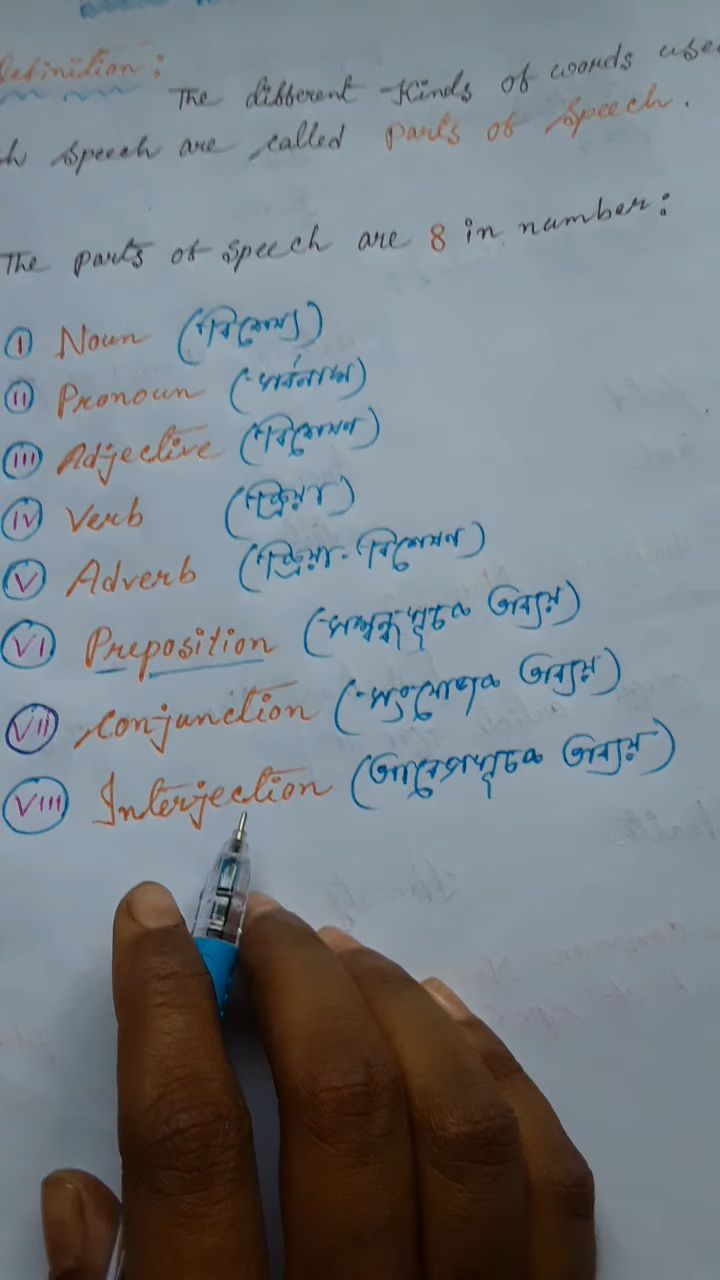 Definition:
The different kinds of words used
speech are called parts of speech.
The parts of speech are 8 in number:
I Noun (বিশেষ্য)
II Pronoun (সর্বনাম)
III Adjective (বিশেষণ)
IV Verb (ক্রিয়া)
V Adverb (ক্রিয়া-বিশেষণ)
VI Preposition (সম্বন্ধসূচক অব্যয়)
VII Conjunction (সংযোজক অব্যয়)
VIII Interjection (আবেগসূচক অব্যয়)